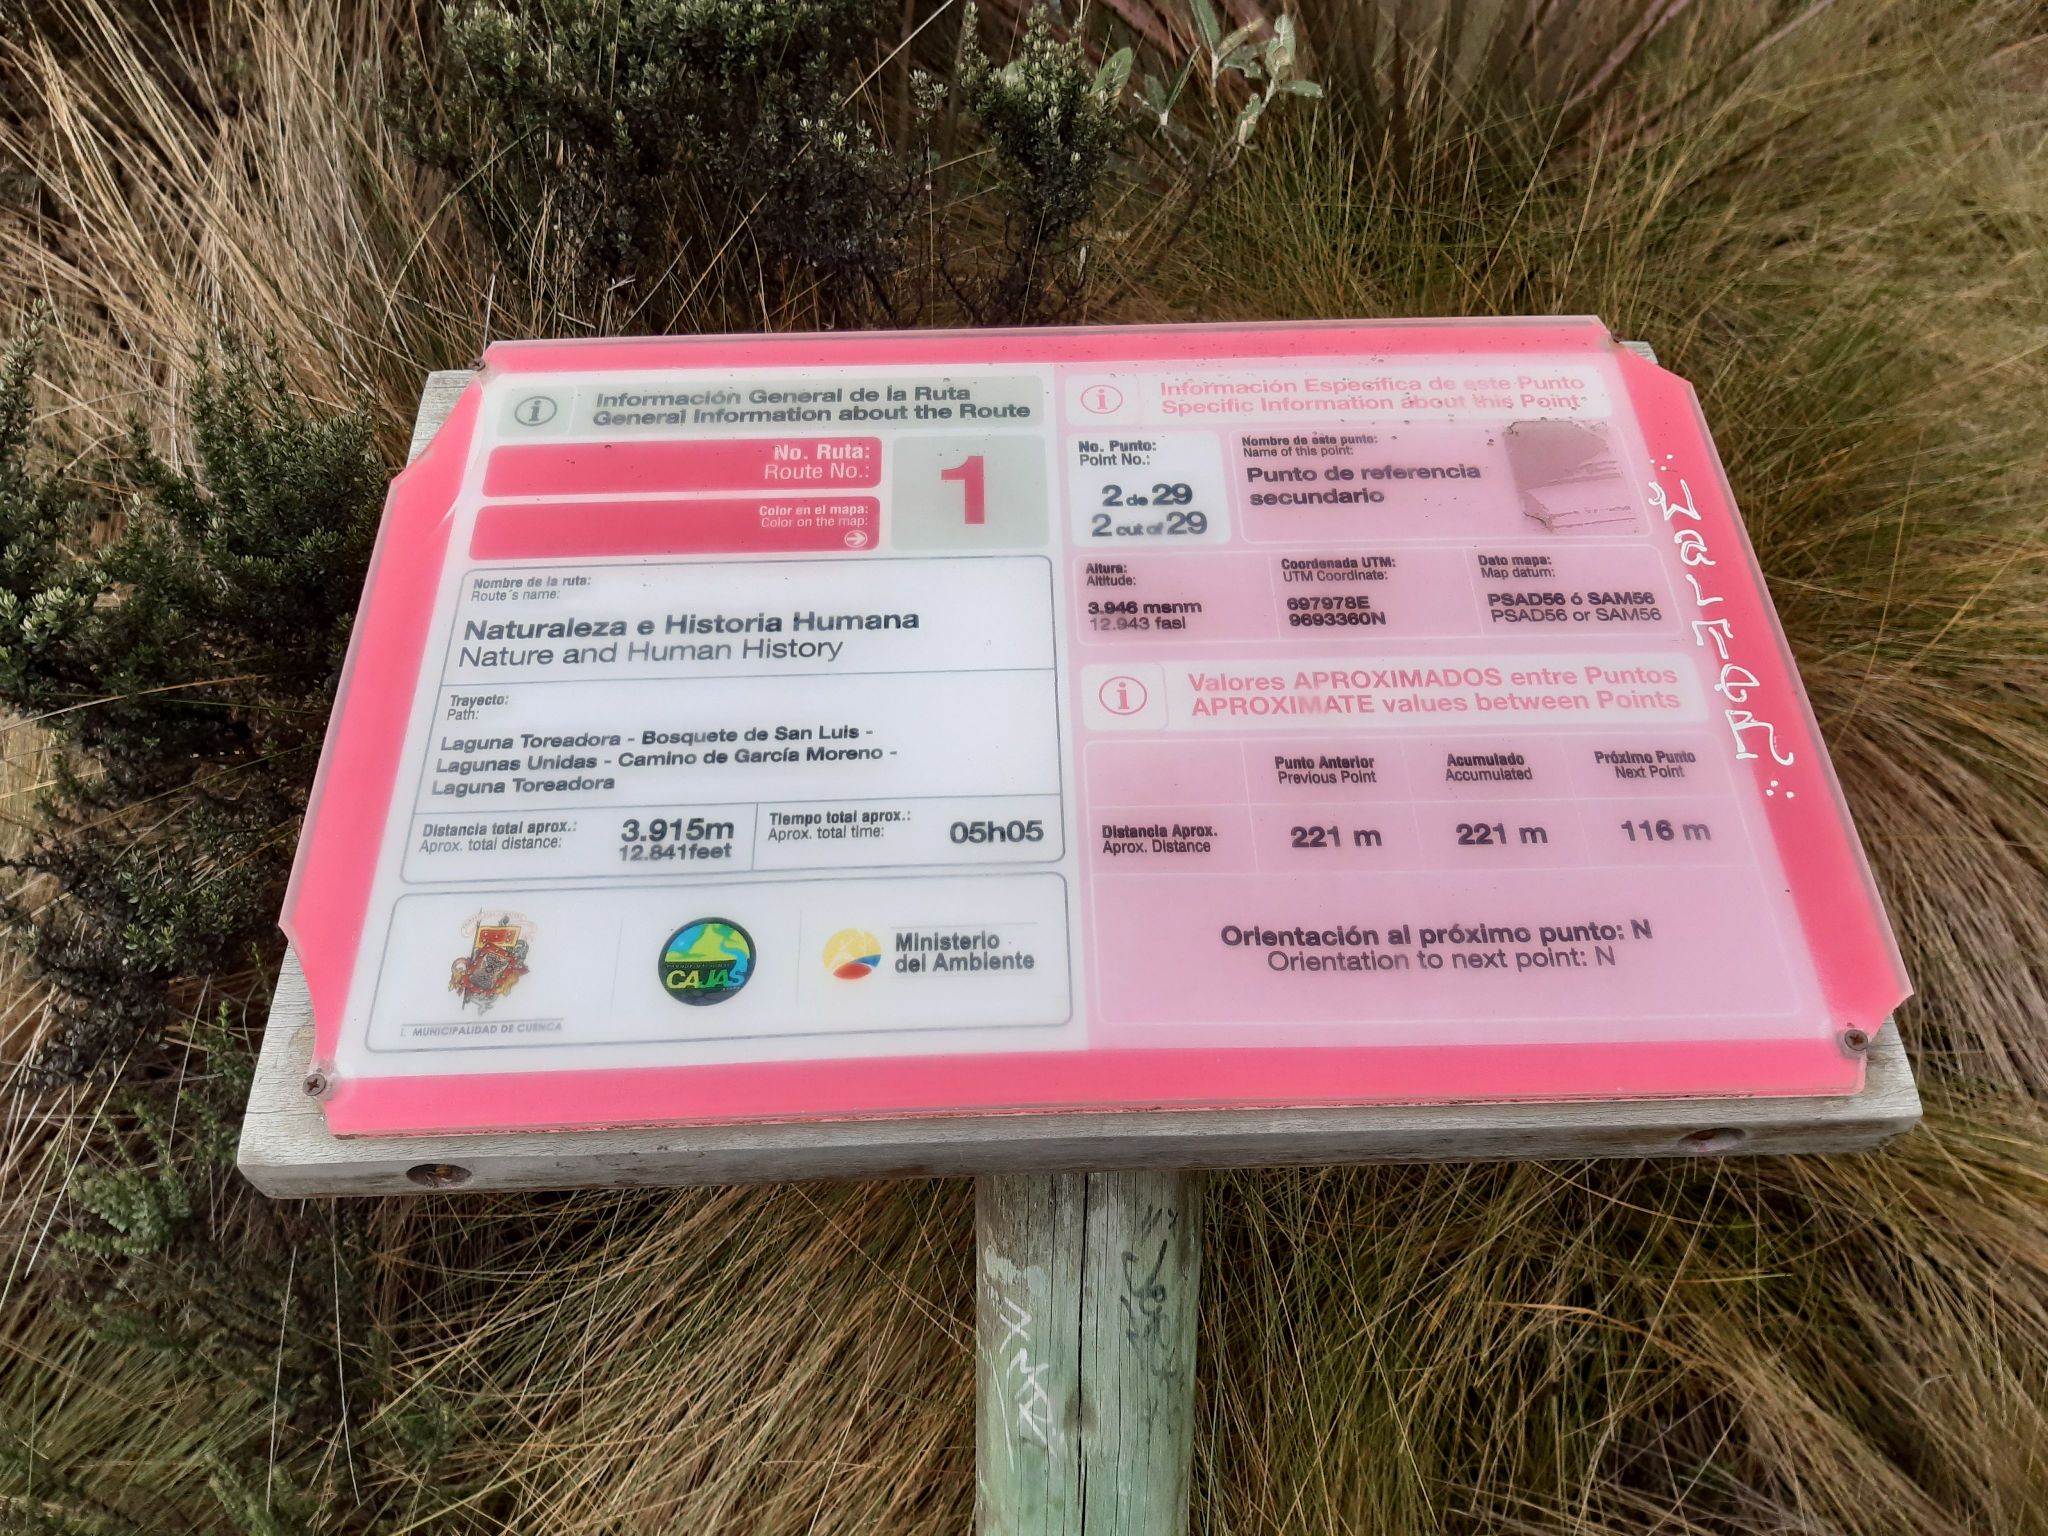 Información General de la Ruta
General Information about the Route
No. Ruta:
Route No.:
1
Color en el mapa:
Color on the map:
Nombre de la ruta:
Route´s name:
Naturaleza e Historia Humana
Nature and Human History
Trayecto:
Path:
Laguna Toreadora - Bosquete de San Luis -
Lagunas Unidas - Camino de García Moreno -
Laguna Toreadora
Distancia total aprox.:
Aprox. total distance:
3.915m
12.841feet
Tiempo total aprox.:
Aprox. total time:
05h05
I. MUNICIPALIDAD DE CUENCA
CAJAS
Ministerio
del Ambiente
Información Específica de este Punto
Specific Information about this Point
No. Punto:
Point No.:
2 de 29
2 out of 29
Nombre de este punto:
Name of this point:
Punto de referencia
secundario
Altura:
Altitude:
3.946 msnm
12.943 fasl
Coordenada UTM:
UTM Coordinate:
697978E
9693360N
Dato mapa:
Map datum:
PSAD56 ó SAM56
PSAD56 or SAM56
Valores APROXIMADOS entre Puntos
APROXIMATE values between Points
Punto Anterior
Previous Point
Acumulado
Accumulated
Próximo Punto
Next Point
Distancia Aprox.
Aprox. Distance
221 m
221 m
116 m
Orientación al próximo punto: N
Orientation to next point: N